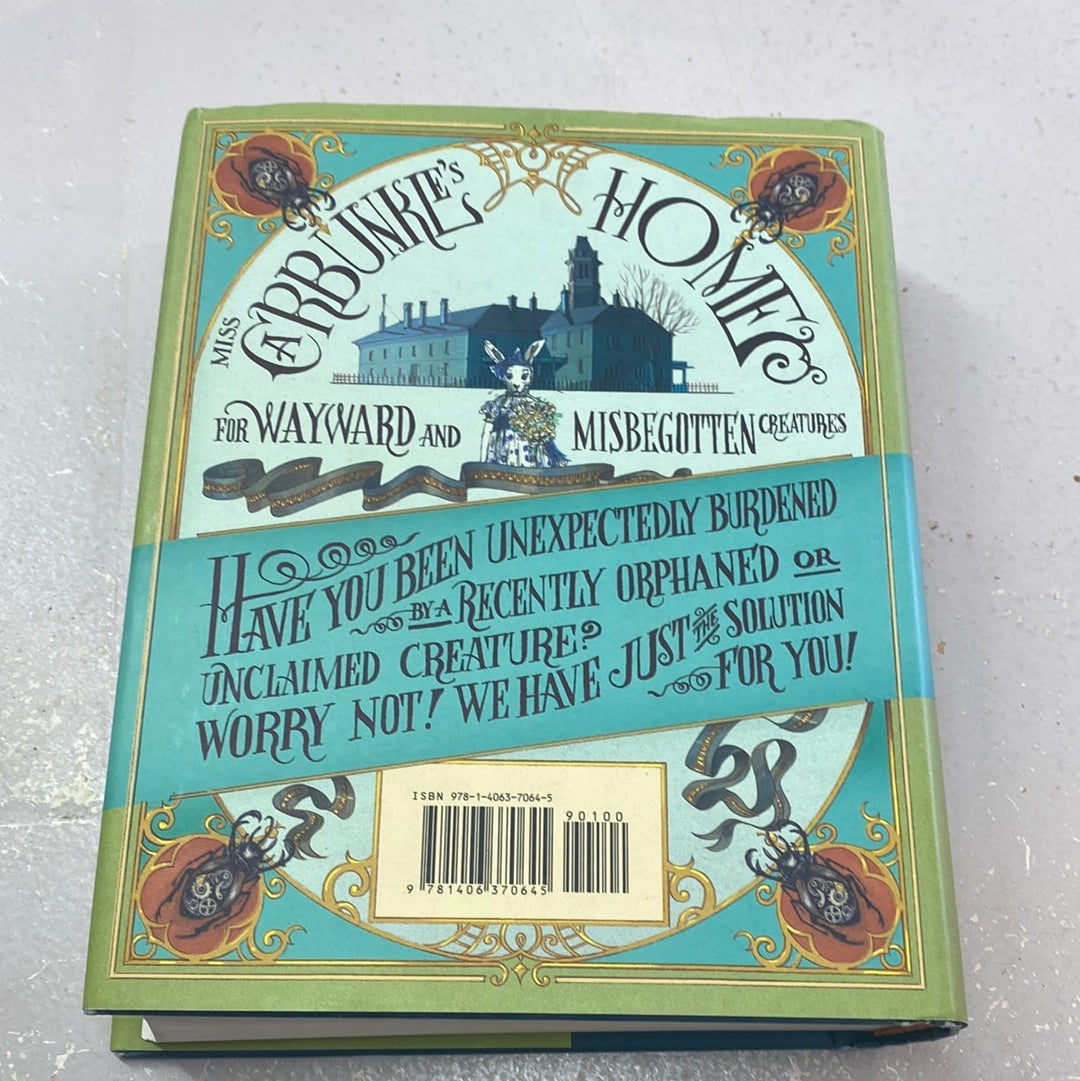 MISS CARBUNKLE'S HOME
FOR WAYWARD AND MISBEGOTTEN CREATURES
HAVE YOU BEEN UNEXPECTEDLY BURDENED
BY A RECENTLY ORPHANED OR
UNCLAIMED CREATURE?
WORRY NOT! WE HAVE JUST THE SOLUTION
FOR YOU!
ISBN 978-1-4063-7064-5
90100
9 781406 370645